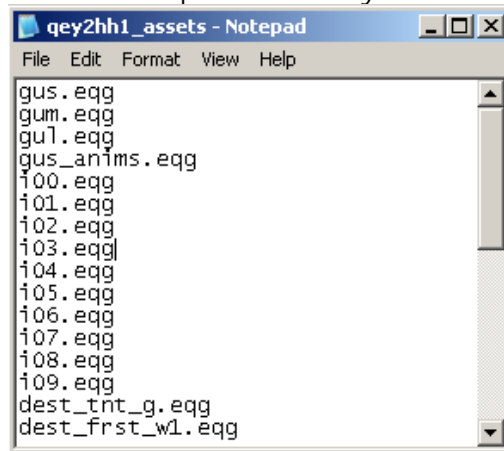 qey2hh1_assets - Notepad
File Edit Format View Help
gus.eqg
gum.eqg
gul.eqg
gus_anims.eqg
i00.eqg
i01.eqg
i02.eqg
i03.eqg
i04.eqg
i05.eqg
i06.eqg
i07.eqg
i08.eqg
i09.eqg
dest_tnt_g.eqg
dest_frst_w1.eqg